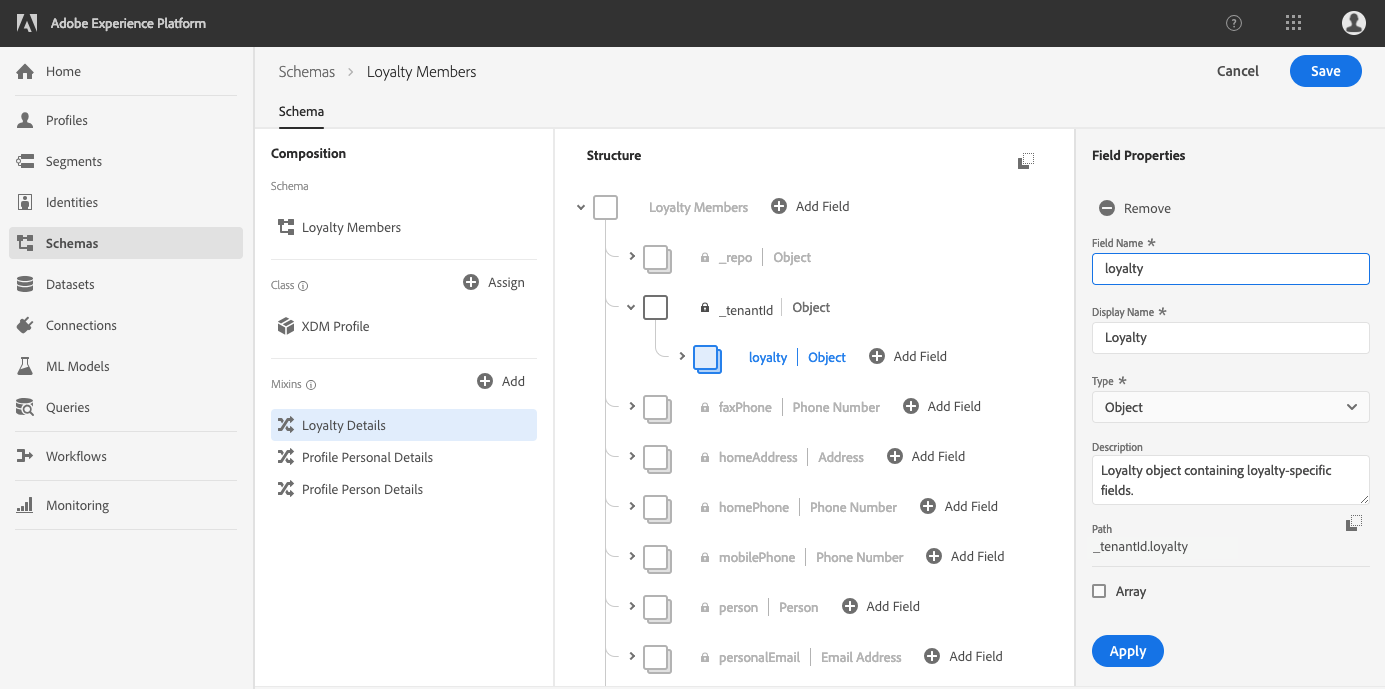 Adobe Experience Platform
Home
Profiles
Segments
Identities
Schemas
Datasets
Connections
ML Models
Queries
Workflows
Monitoring
Schemas > Loyalty Members
Cancel
Save
Schema
Composition
Schema
Loyalty Members
Class
Assign
XDM Profile
Mixins
Add
Loyalty Details
Profile Personal Details
Profile Person Details
Structure
Loyalty Members Add Field
_repo | Object
_tenantId | Object
loyalty | Object Add Field
faxPhone | Phone Number Add Field
homeAddress | Address Add Field
homePhone | Phone Number Add Field
mobilePhone | Phone Number Add Field
person | Person Add Field
personalEmail | Email Address Add Field
Field Properties
Remove
Field Name *
loyalty
Display Name *
Loyalty
Type *
Object
Description
Loyalty object containing loyalty-specific
fields.
Path
_tenantId.loyalty
Array
Apply